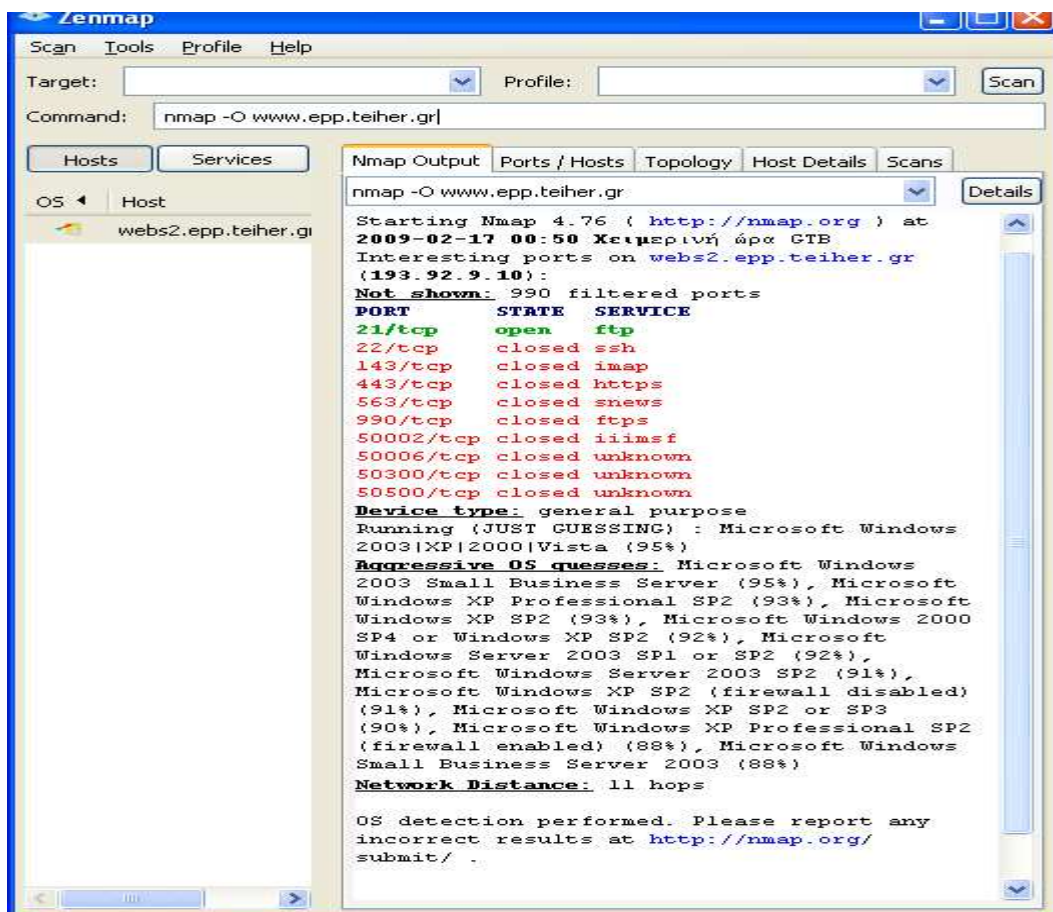 Zenmap
Scan Tools Profile Help
Target: Profile: Scan
Command: nmap -O www.epp.teiher.gr
Hosts Services
Nmap Output Ports / Hosts Topology Host Details Scans
OS Host
webs2.epp.teiher.gr
nmap -O www.epp.teiher.gr Details
Starting Nmap 4.76 ( http://nmap.org ) at
2009-02-17 00:50 Χειμερινή ώρα GTB
Interesting ports on webs2.epp.teiher.gr
(193.92.9.10):
Not shown: 990 filtered ports
PORT STATE SERVICE
21/tcp open ftp
22/tcp closed ssh
143/tcp closed imap
443/tcp closed https
563/tcp closed snews
990/tcp closed ftps
50002/tcp closed iiimsf
50006/tcp closed unknown
50300/tcp closed unknown
50500/tcp closed unknown
Device type: general purpose
Running (JUST GUESSING) : Microsoft Windows
2003|XP|2000|Vista (95%)
Aggressive OS guesses: Microsoft Windows
2003 Small Business Server (95%), Microsoft
Windows XP Professional SP2 (93%), Microsoft
Windows XP SP2 (93%), Microsoft Windows 2000
SP4 or Windows XP SP2 (92%), Microsoft
Windows Server 2003 SP1 or SP2 (92%),
Microsoft Windows Server 2003 SP2 (91%),
Microsoft Windows XP SP2 (firewall disabled)
(91%), Microsoft Windows XP SP2 or SP3
(90%), Microsoft Windows XP Professional SP2
(firewall enabled) (88%), Microsoft Windows
Small Business Server 2003 (88%)
Network Distance: 11 hops
OS detection performed. Please report any
incorrect results at http://nmap.org/
submit/ .